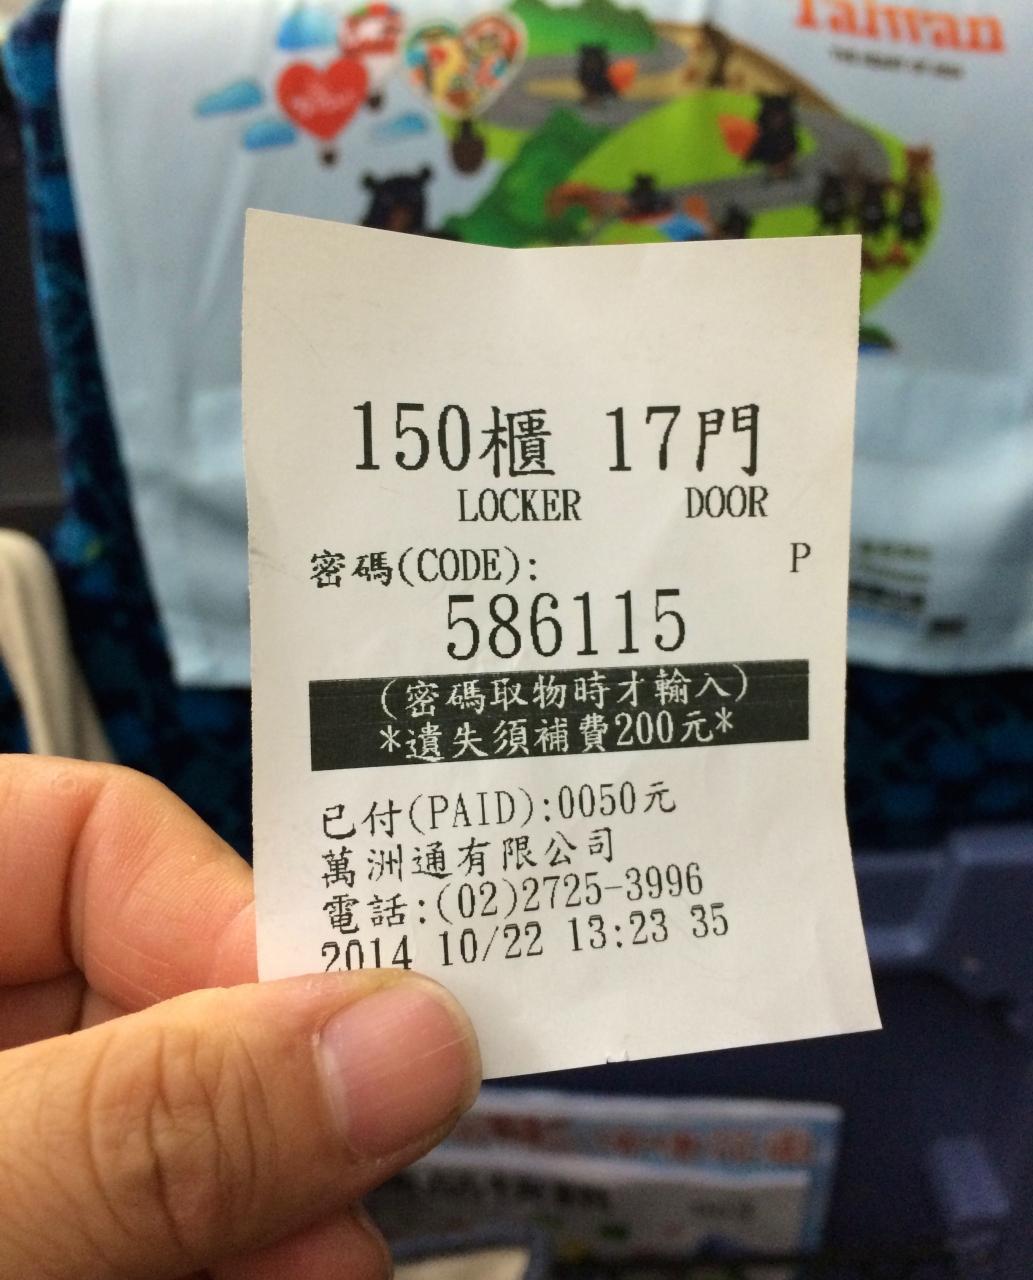 Taiwan
150櫃 17門
LOCKER DOOR
密碼(CODE): P
586115
(密碼取物時才輸入)
*遺失須補費200元*
已付(PAID):0050元
萬洲通有限公司
電話:(02)2725-3996
2014 10/22 13:23 35